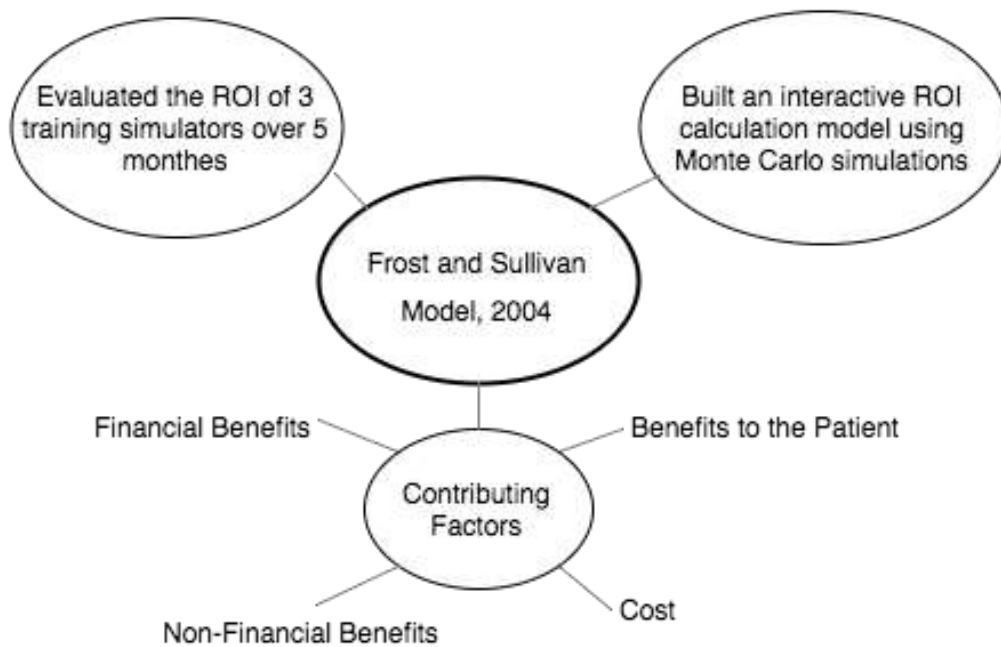 Evaluated the ROI of 3
training simulators over 5
monthes
Built an interactive ROI
calculation model using
Monte Carlo simulations
Frost and Sullivan
Model, 2004
Financial Benefits
Benefits to the Patient
Contributing
Factors
Non-Financial Benefits
Cost